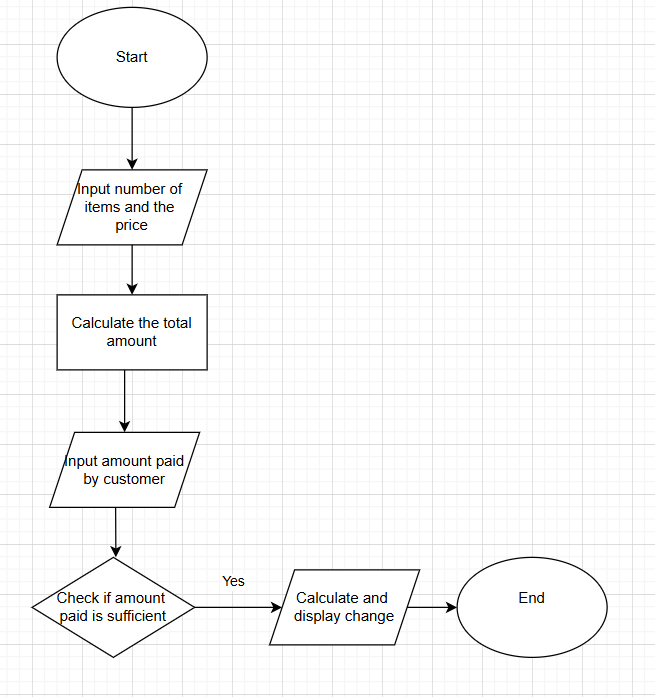 Start
Input number of
items and the
price
Calculate the total
amount
Input amount paid
by customer
Check if amount
paid is sufficient
Yes
Calculate and
display change
End